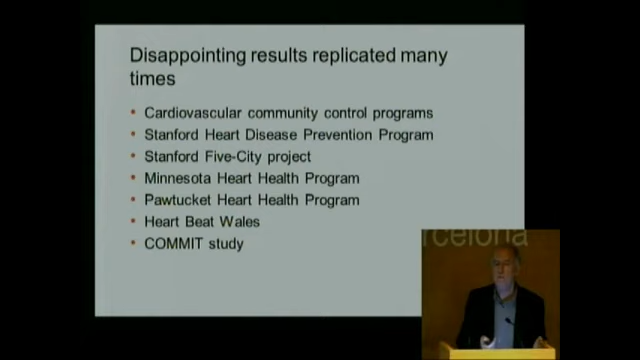 Disappointing results replicated many
times
• Cardiovascular community control programs
• Stanford Heart Disease Prevention Program
• Stanford Five-City project
• Minnesota Heart Health Program
• Pawtucket Heart Health Program
• Heart Beat Wales
• COMMIT study